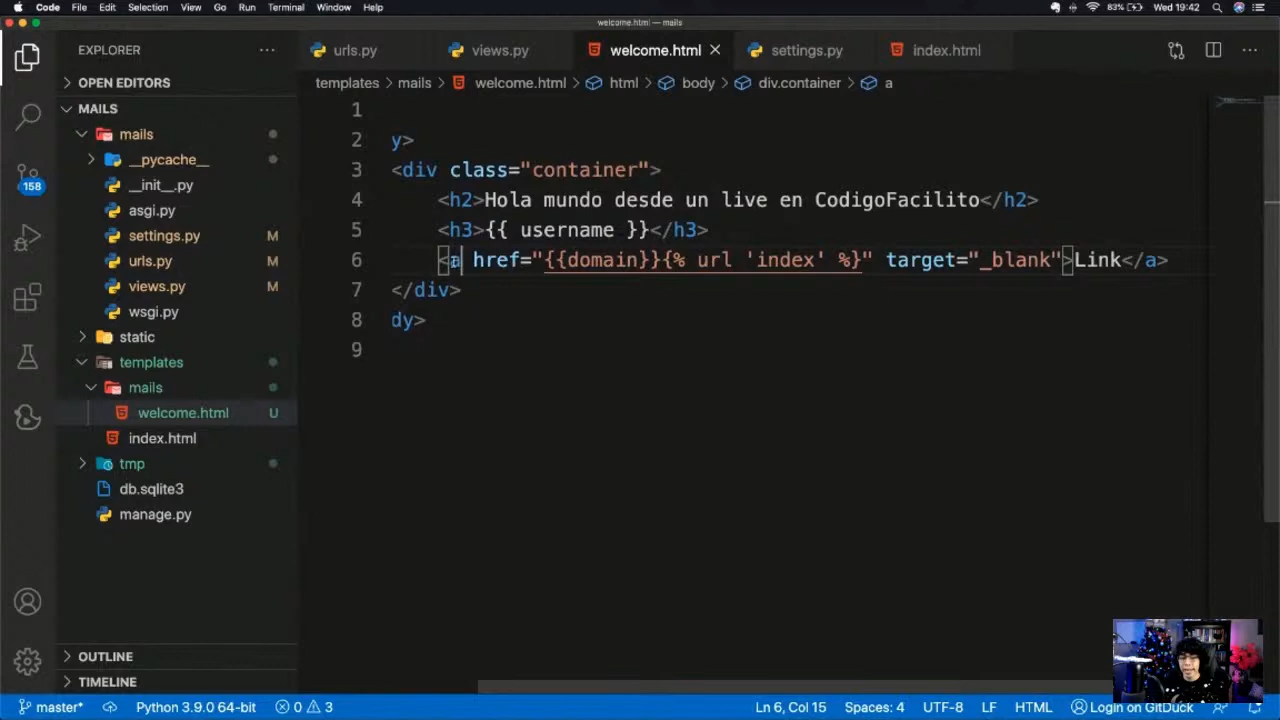 Code File Edit Selection View Go Run Terminal Window Help 83% Wed 19:42
welcome.html — mails
EXPLORER
urls.py views.py welcome.html settings.py index.html
OPEN EDITORS
templates > mails > welcome.html > html > body > div.container > a
MAILS
mails
__pycache__
__init__.py
asgi.py
settings.py M
urls.py M
views.py M
wsgi.py
static
templates
mails
welcome.html U
index.html
tmp
db.sqlite3
manage.py
OUTLINE
TIMELINE
158
1
2 y>
3 <div class="container">
4 <h2>Hola mundo desde un live en CodigoFacilito</h2>
5 <h3>{{ username }}</h3>
6 <a href="{{domain}}{% url 'index' %}" target="_blank">Link</a>
7 </div>
8 dy>
9
master* Python 3.9.0 64-bit 0 3 Ln 6, Col 15 Spaces: 4 UTF-8 LF HTML Login on GitDuck